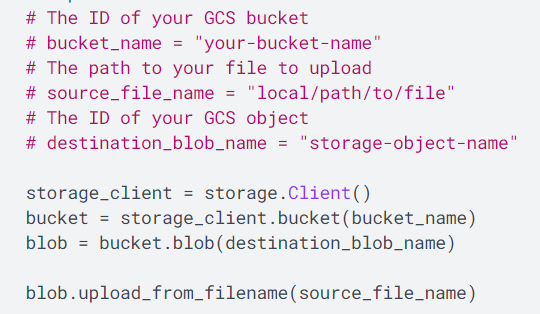 # The ID of your GCS bucket
# bucket_name = "your-bucket-name"
# The path to your file to upload
# source_file_name = "local/path/to/file"
# The ID of your GCS object
# destination_blob_name = "storage-object-name"
storage_client = storage.Client()
bucket = storage_client.bucket(bucket_name)
blob = bucket.blob(destination_blob_name)
blob.upload_from_filename(source_file_name)